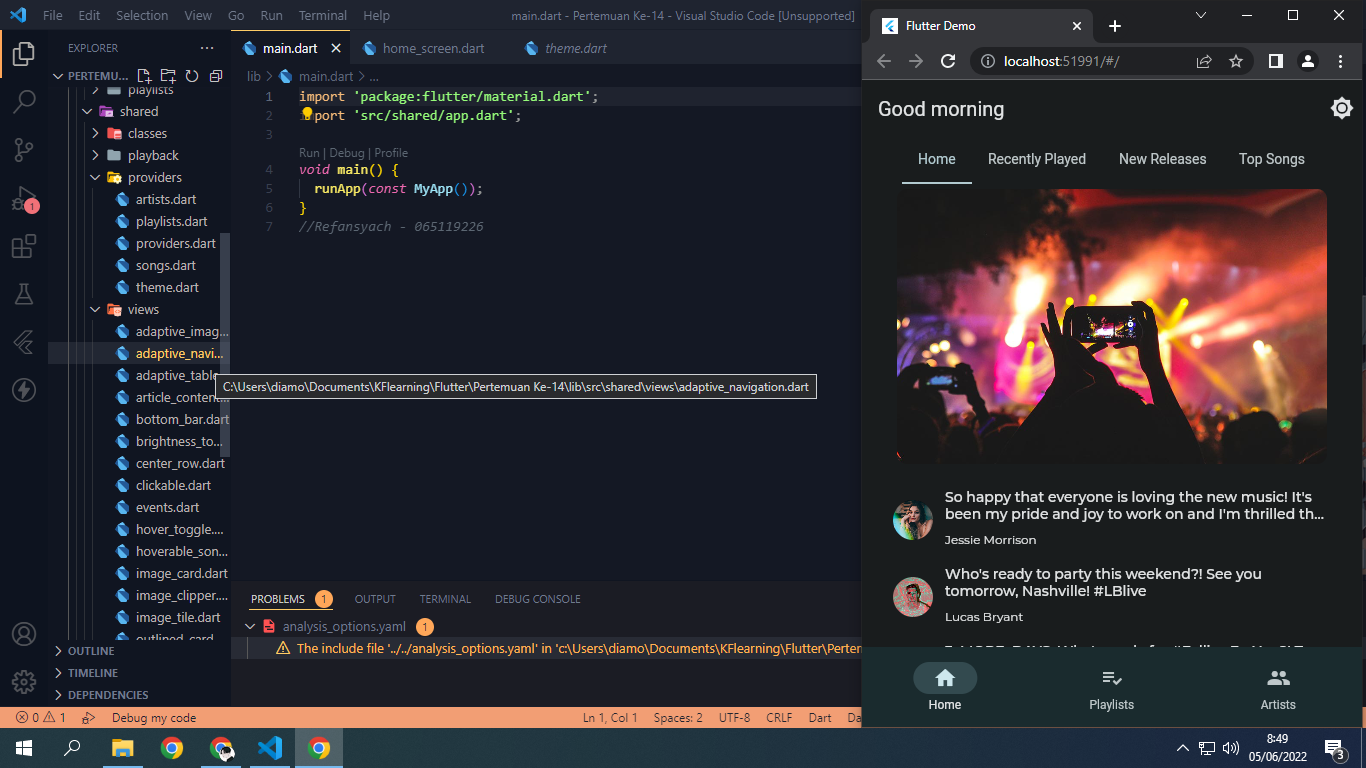 File Edit Selection View Go Run Terminal Help
main.dart - Pertemuan Ke-14 - Visual Studio Code [Unsupported]
EXPLORER
PERTEMU...
playlists
shared
classes
playback
providers
artists.dart
playlists.dart
providers.dart
songs.dart
theme.dart
views
adaptive_imag...
adaptive_navi...
adaptive_table
article_conten...
bottom_bar.dart
brightness_to...
center_row.dart
clickable.dart
events.dart
hover_toggle....
hoverable_son...
image_card.dart
image_clipper....
image_tile.dart
outlined_card
OUTLINE
TIMELINE
DEPENDENCIES
1
main.dart
home_screen.dart
theme.dart
lib > main.dart > ...
1 import 'package:flutter/material.dart';
2 import 'src/shared/app.dart';
3
Run | Debug | Profile
4 void main() {
5 runApp(const MyApp());
6 }
7 //Refansyach - 065119226
C:\Users\diamo\Documents\KFlearning\Flutter\Pertemuan Ke-14\lib\src\shared\views\adaptive_navigation.dart
PROBLEMS 1 OUTPUT TERMINAL DEBUG CONSOLE
analysis_options.yaml 1
The include file '../../analysis_options.yaml' in 'c:\Users\diamo\Documents\KFlearning\Flutter\Perten
0 1 Debug my code
Ln 1, Col 1 Spaces: 2 UTF-8 CRLF Dart Da
Flutter Demo
localhost:51991/#/
Good morning
Home Recently Played New Releases Top Songs
So happy that everyone is loving the new music! It's
been my pride and joy to work on and I'm thrilled th...
Jessie Morrison
Who's ready to party this weekend?! See you
tomorrow, Nashville! #LBlive
Lucas Bryant
Home Playlists Artists
8:49
05/06/2022
3